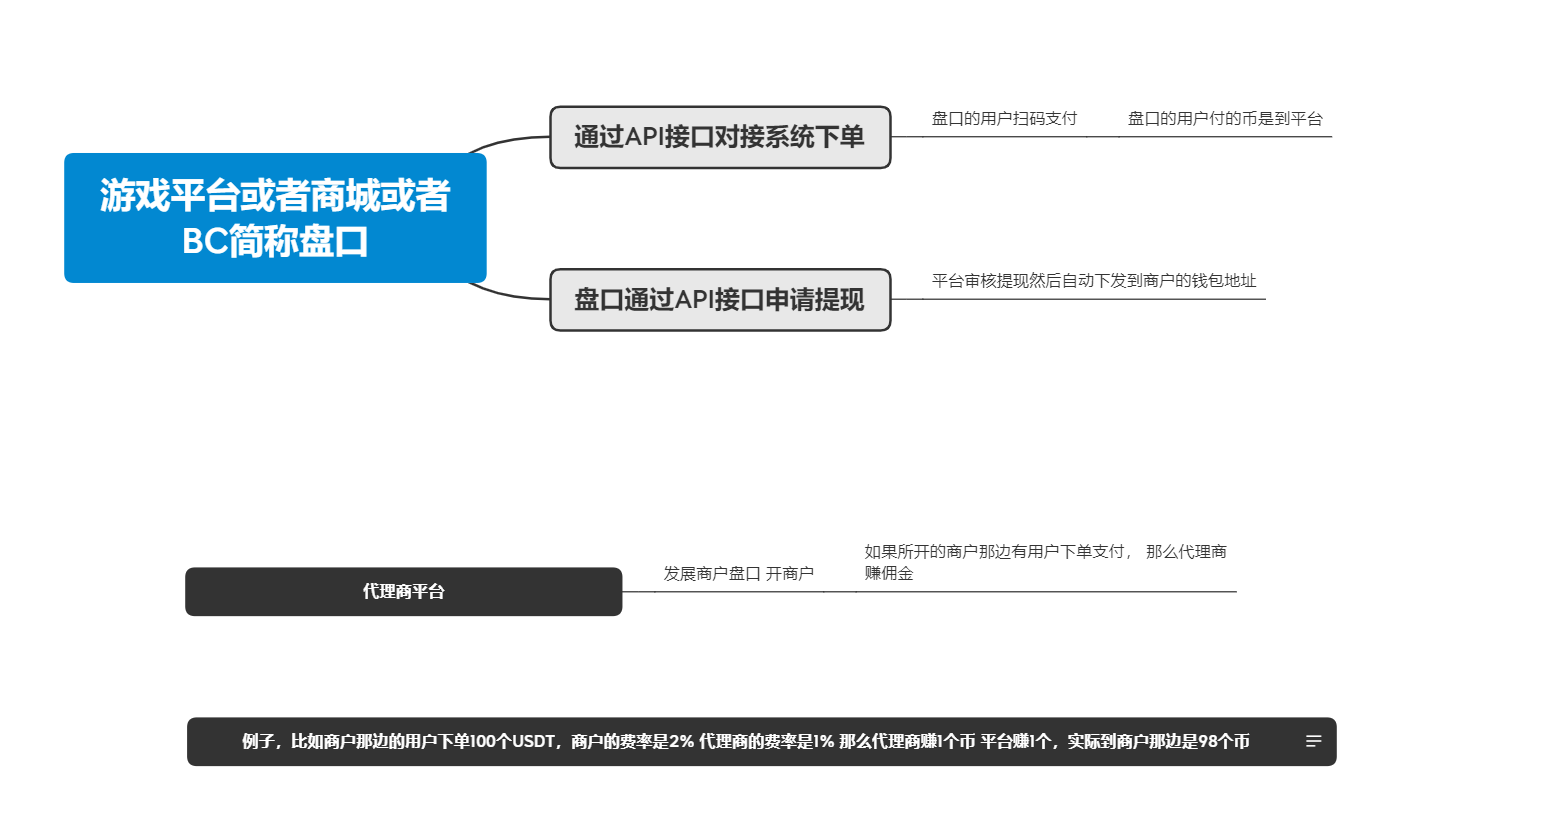 通过API接口对接系统下单
盘口的用户扫码支付
盘口的用户付的币是到平台
游戏平台或者商城或者
BC简称盘口
盘口通过API接口申请提现
平台审核提现然后自动下发到商户的钱包地址
代理商平台
发展商户盘口 开商户
如果所开的商户那边有用户下单支付， 那么代理商
赚佣金
例子，比如商户那边的用户下单100个USDT，商户的费率是2% 代理商的费率是1% 那么代理商赚1个币 平台赚1个，实际到商户那边是98个币